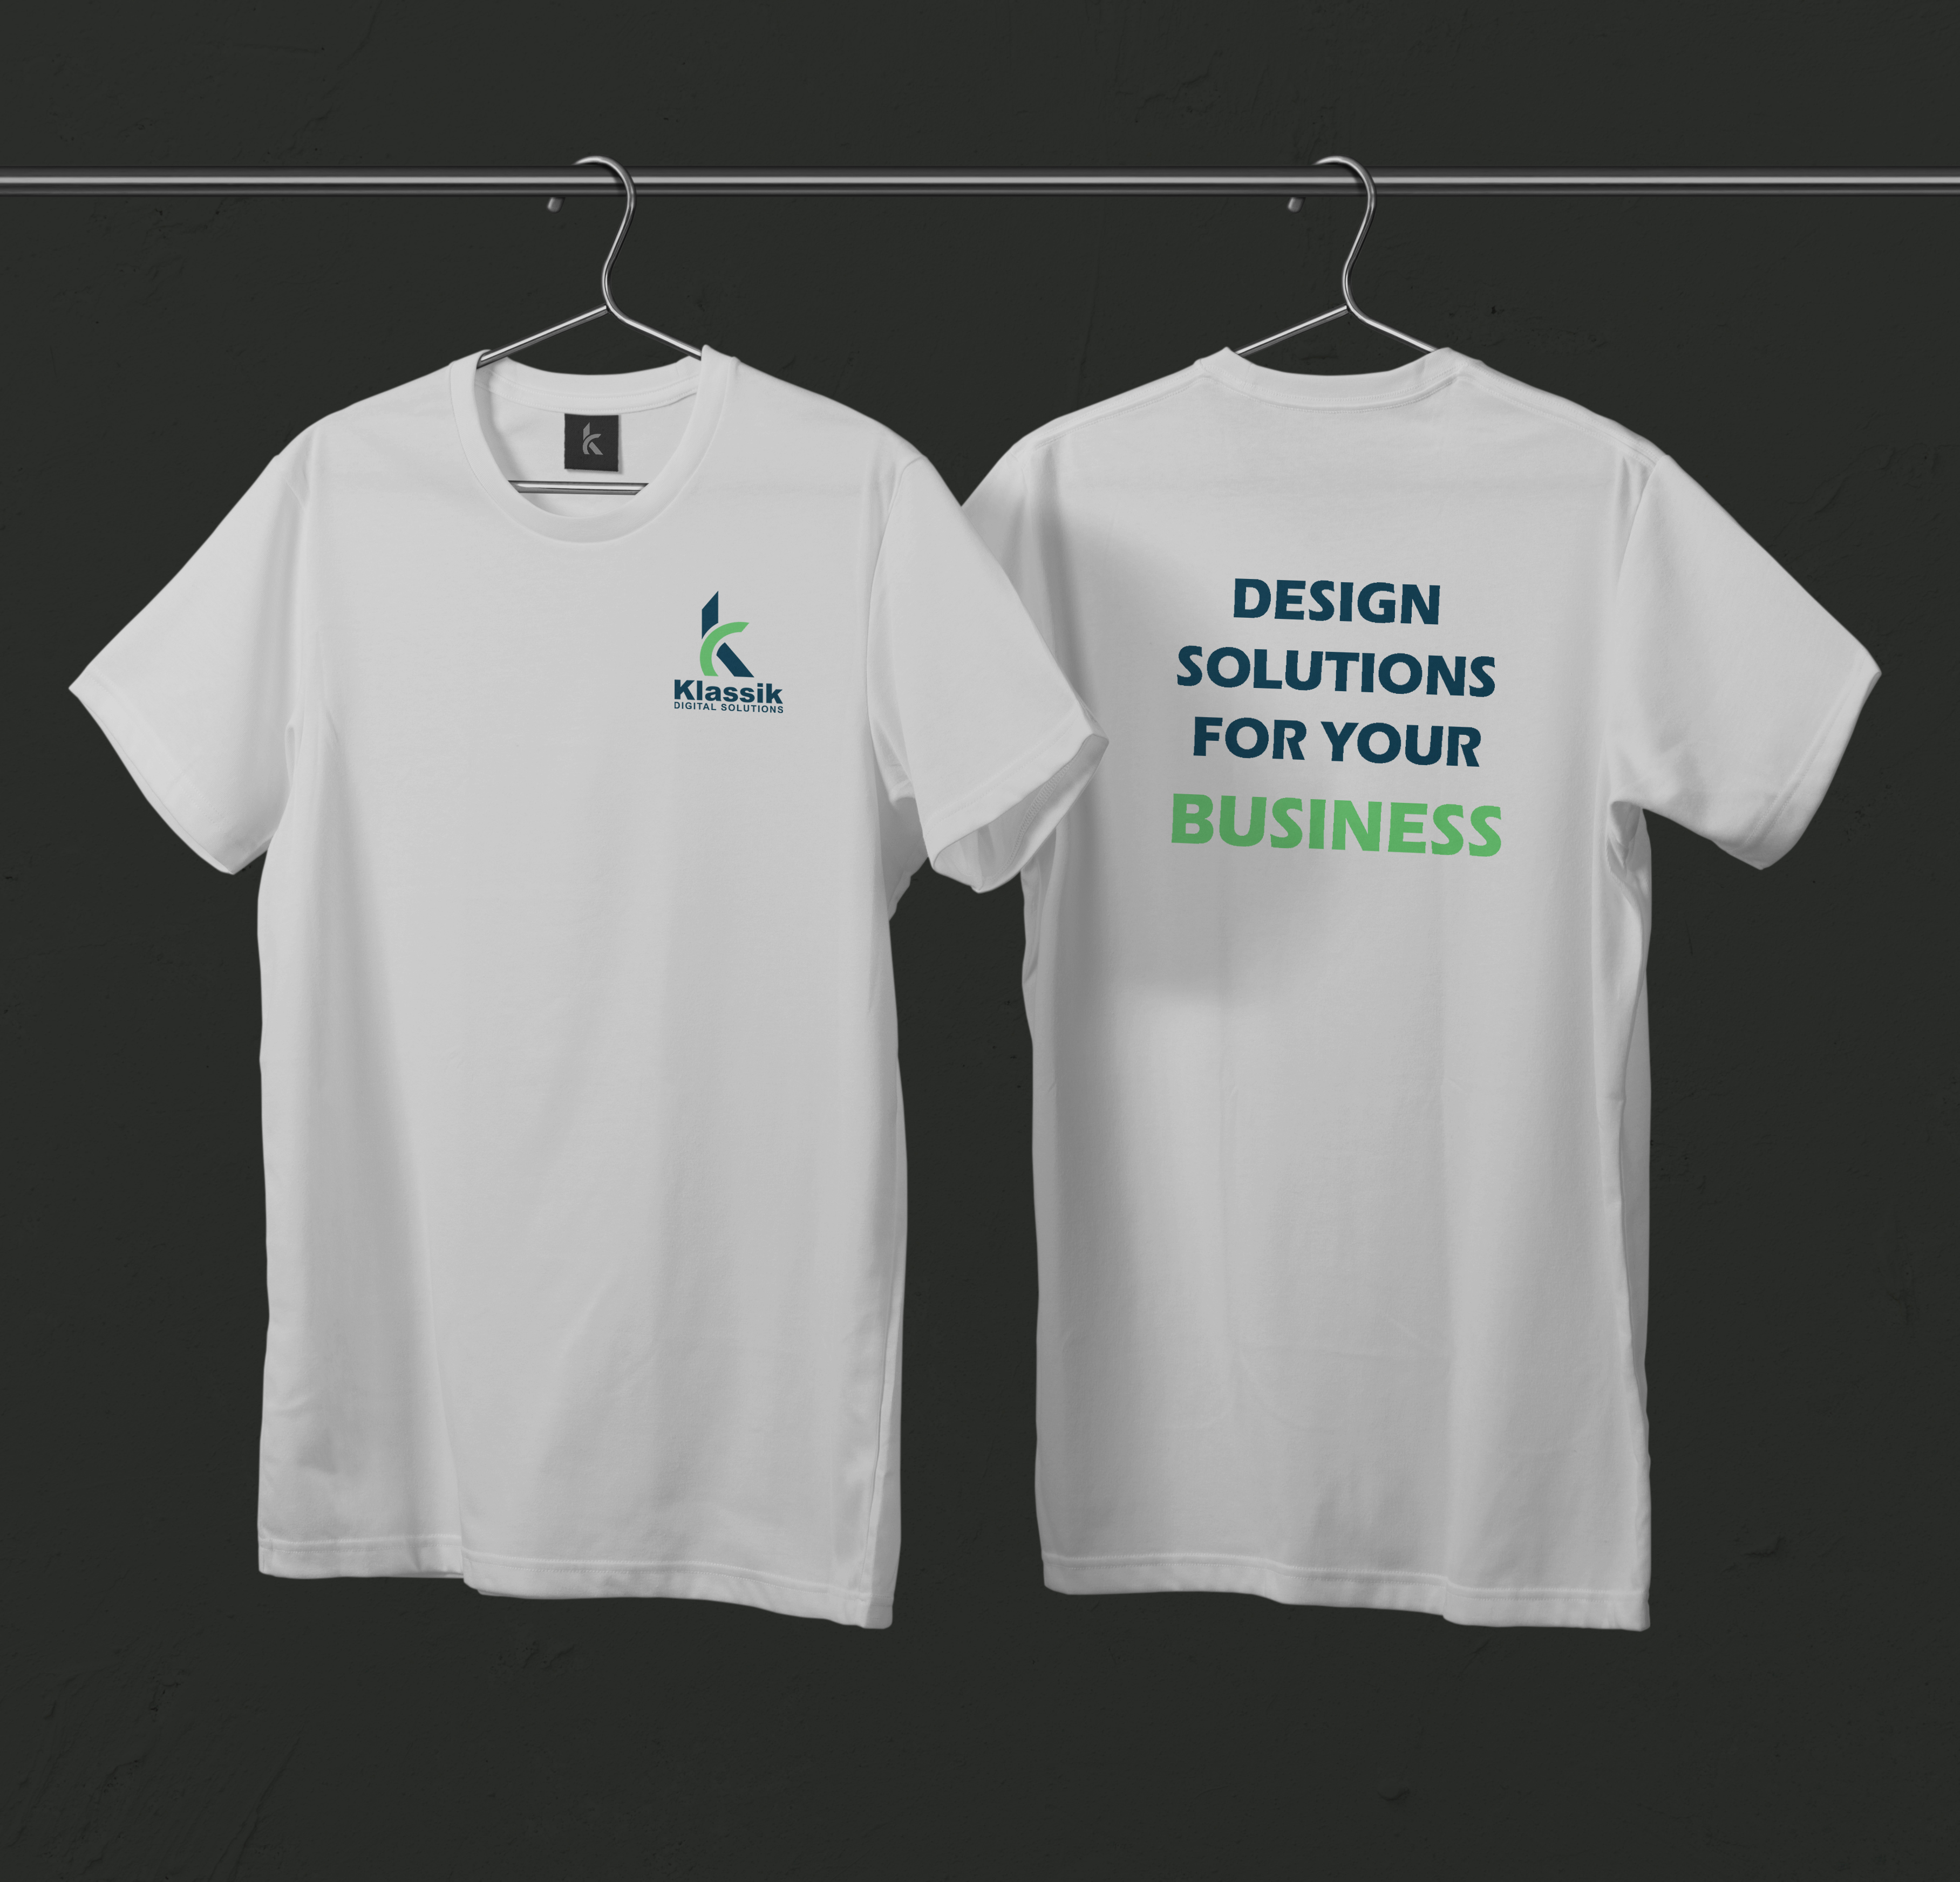 Klassik
DIGITAL SOLUTIONS
DESIGN
SOLUTIONS
FOR YOUR
BUSINESS